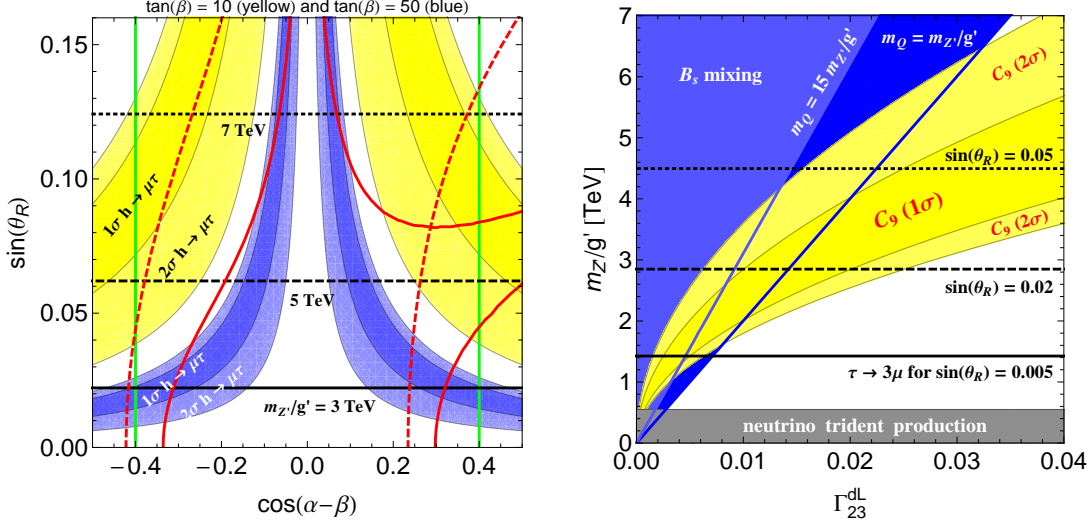 tan(β) = 10 (yellow) and tan(β) = 50 (blue)
0.15
0.10
0.05
0.00
sin(θR)
1σ h → μτ
2σ h → μτ
7 TeV
5 TeV
1σ h → μτ
2σ h → μτ
mZ'/g' = 3 TeV
−0.4
−0.2
0.0
0.2
0.4
cos(α−β)
7
6
5
4
3
2
1
0
mZ'/g' [TeV]
Bs mixing
mQ = 15 mZ'/g'
mQ = mZ'/g'
C9 (2σ)
sin(θR) = 0.05
C9 (1σ)
C9 (2σ)
sin(θR) = 0.02
τ → 3μ for sin(θR) = 0.005
neutrino trident production
0.00
0.01
0.02
0.03
0.04
Γ23dL